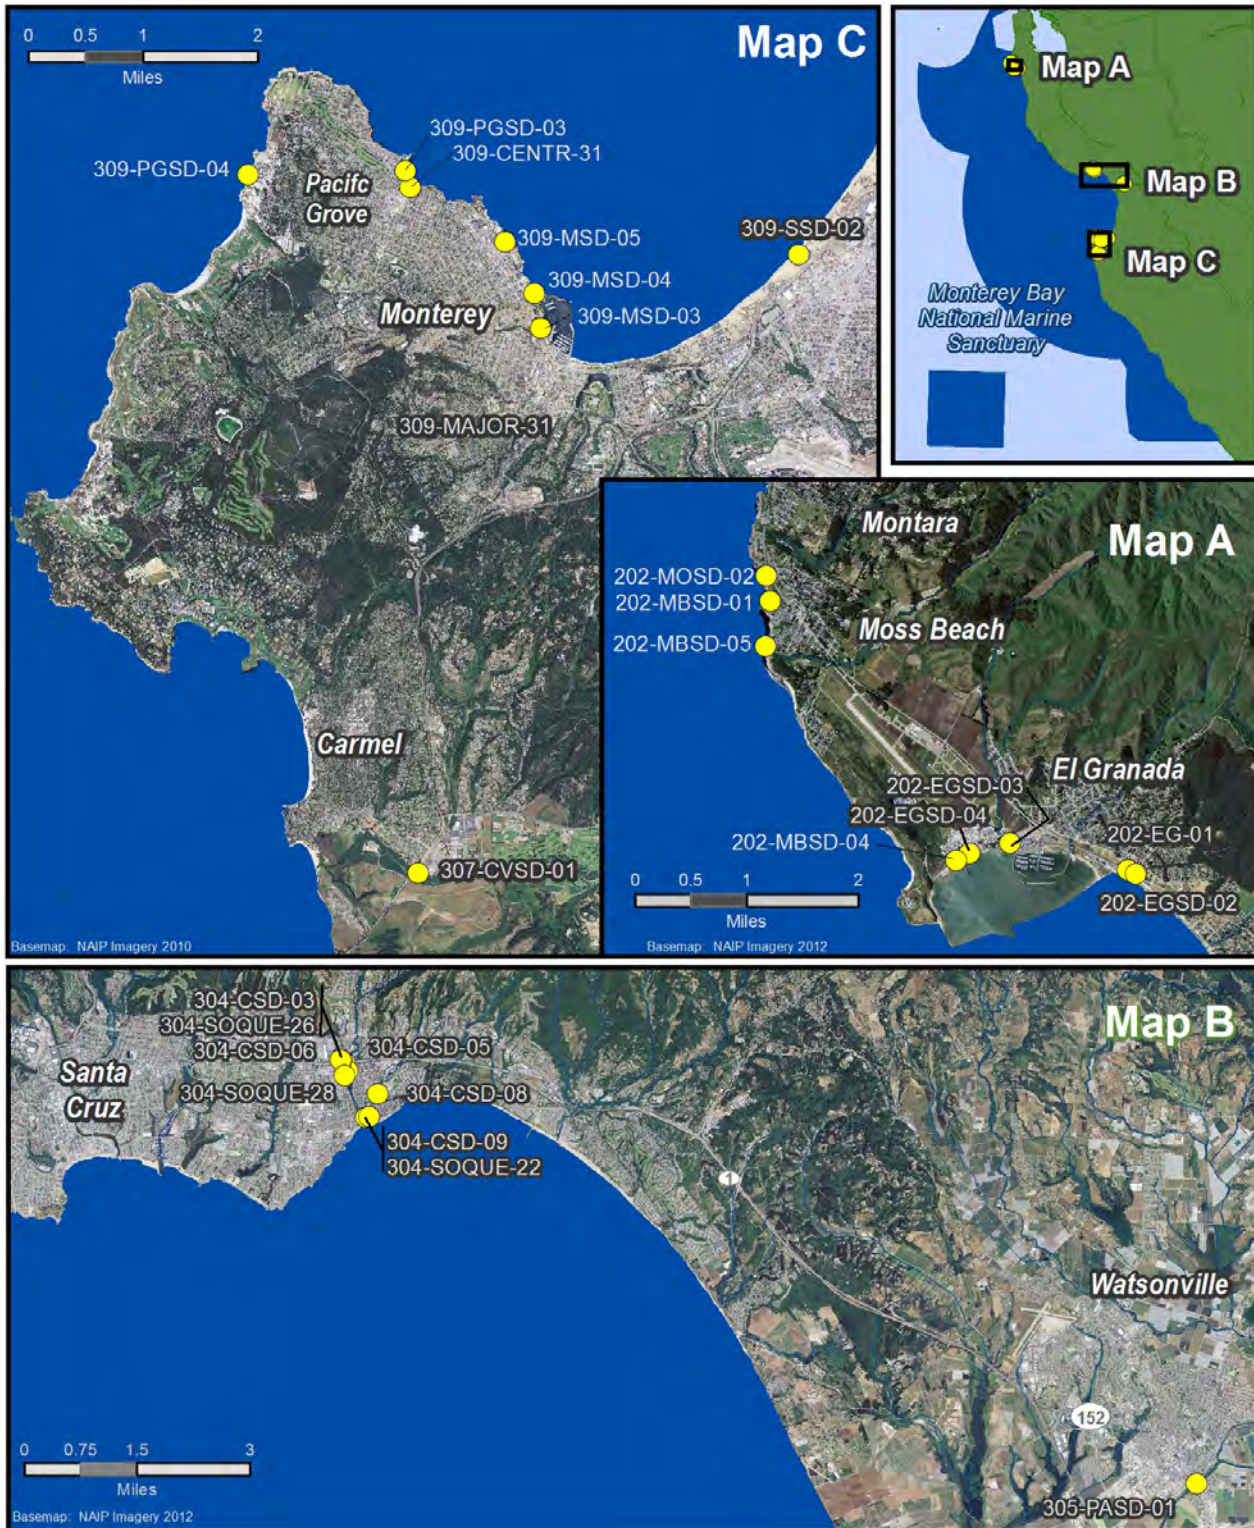 Map C
0 0.5 1 2
Miles
309-PGSD-03
309-CENTR-31
309-PGSD-04
Pacifc
Grove
309-MSD-05
309-SSD-02
309-MSD-04
Monterey
309-MSD-03
309-MAJOR-31
Carmel
307-CVSD-01
Basemap: NAIP Imagery 2010
Map A
Map B
Map C
Monterey Bay
National Marine
Sanctuary
Map A
Montara
202-MOSD-02
202-MBSD-01
Moss Beach
202-MBSD-05
El Granada
202-EGSD-03
202-EGSD-04
202-MBSD-04
202-EG-01
202-EGSD-02
0 0.5 1 2
Miles
Basemap: NAIP Imagery 2012
Map B
304-CSD-03
304-SOQUE-26
304-CSD-06
304-CSD-05
Santa
Cruz
304-SOQUE-28
304-CSD-08
304-CSD-09
304-SOQUE-22
1
Watsonville
152
305-PASD-01
0 0.75 1.5 3
Miles
Basemap: NAIP Imagery 2012